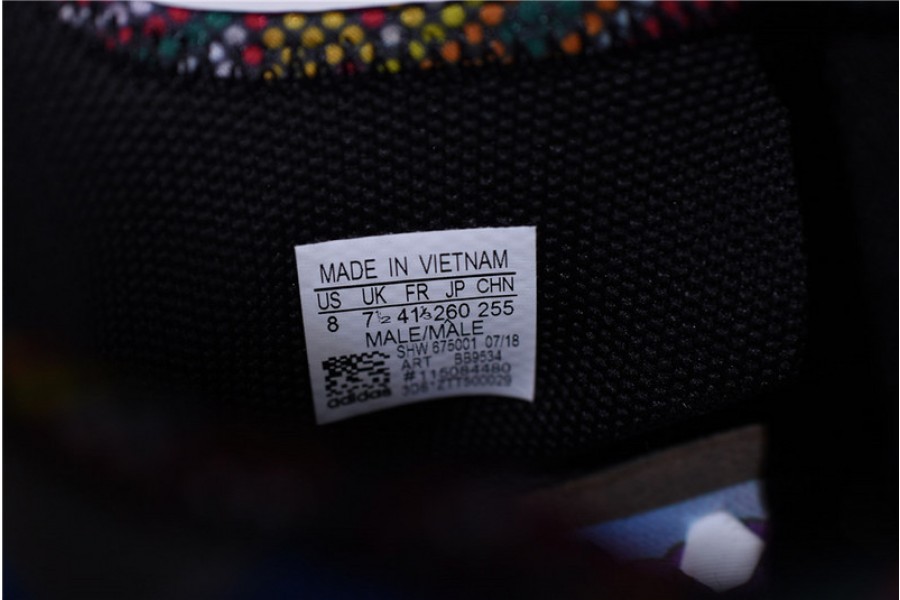 MADE IN VIETNAM
US UK FR JP CHN
8 7½ 41⅓ 260 255
MALE/MALE
SHW 675001 07/18
ART BB9534
#115084480
adidas